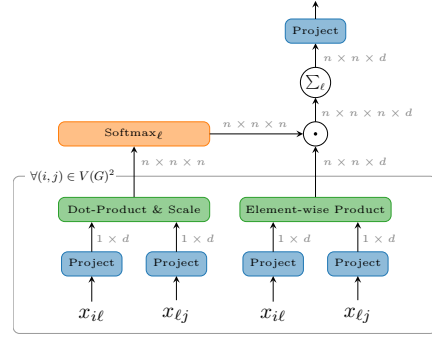 Project
n × n × d
∑ℓ
n × n × n × d
Softmaxℓ
n × n × n
·
n × n × n
n × n × d
∀(i, j) ∈ V(G)²
Dot-Product & Scale
Element-wise Product
1 × d
1 × d
1 × d
1 × d
Project
Project
Project
Project
xiℓ
xℓj
xiℓ
xℓj